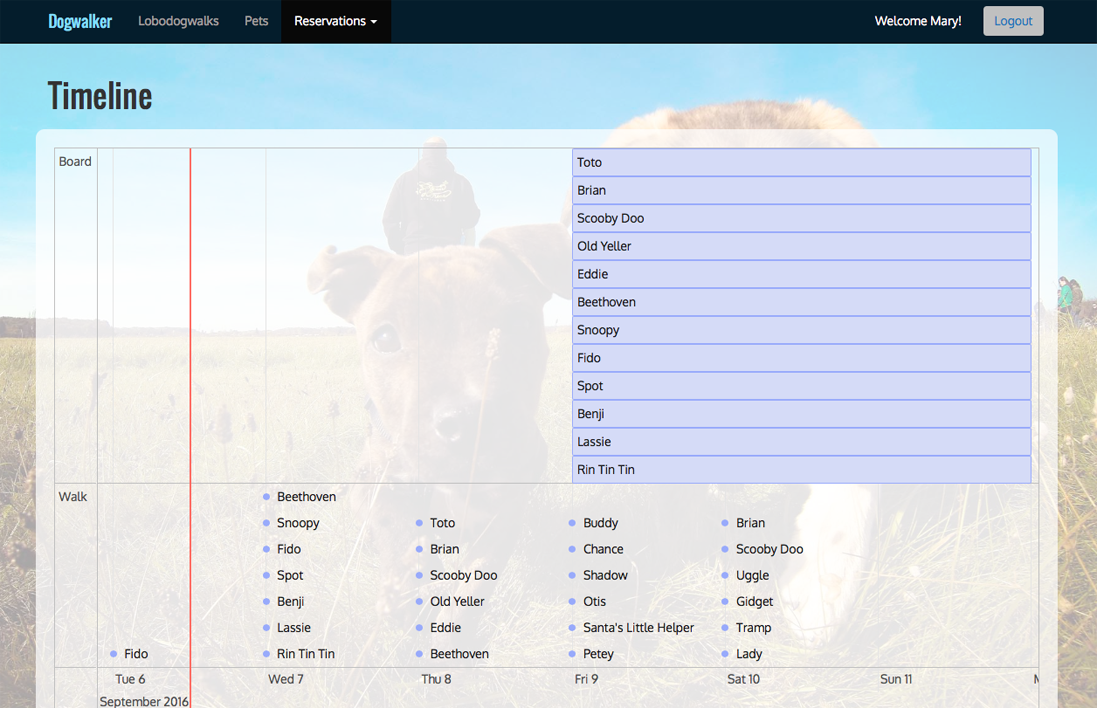 Dogwalker Lobodogwalks Pets Reservations Welcome Mary! Logout
Timeline
Board
Toto
Brian
Scooby Doo
Old Yeller
Eddie
Beethoven
Snoopy
Fido
Spot
Benji
Lassie
Rin Tin Tin
Walk
Beethoven
Snoopy Toto Buddy Brian
Fido Brian Chance Scooby Doo
Spot Scooby Doo Shadow Uggle
Benji Old Yeller Otis Gidget
Lassie Eddie Santa's Little Helper Tramp
Fido Rin Tin Tin Beethoven Petey Lady
Tue 6 Wed 7 Thu 8 Fri 9 Sat 10 Sun 11
September 2016